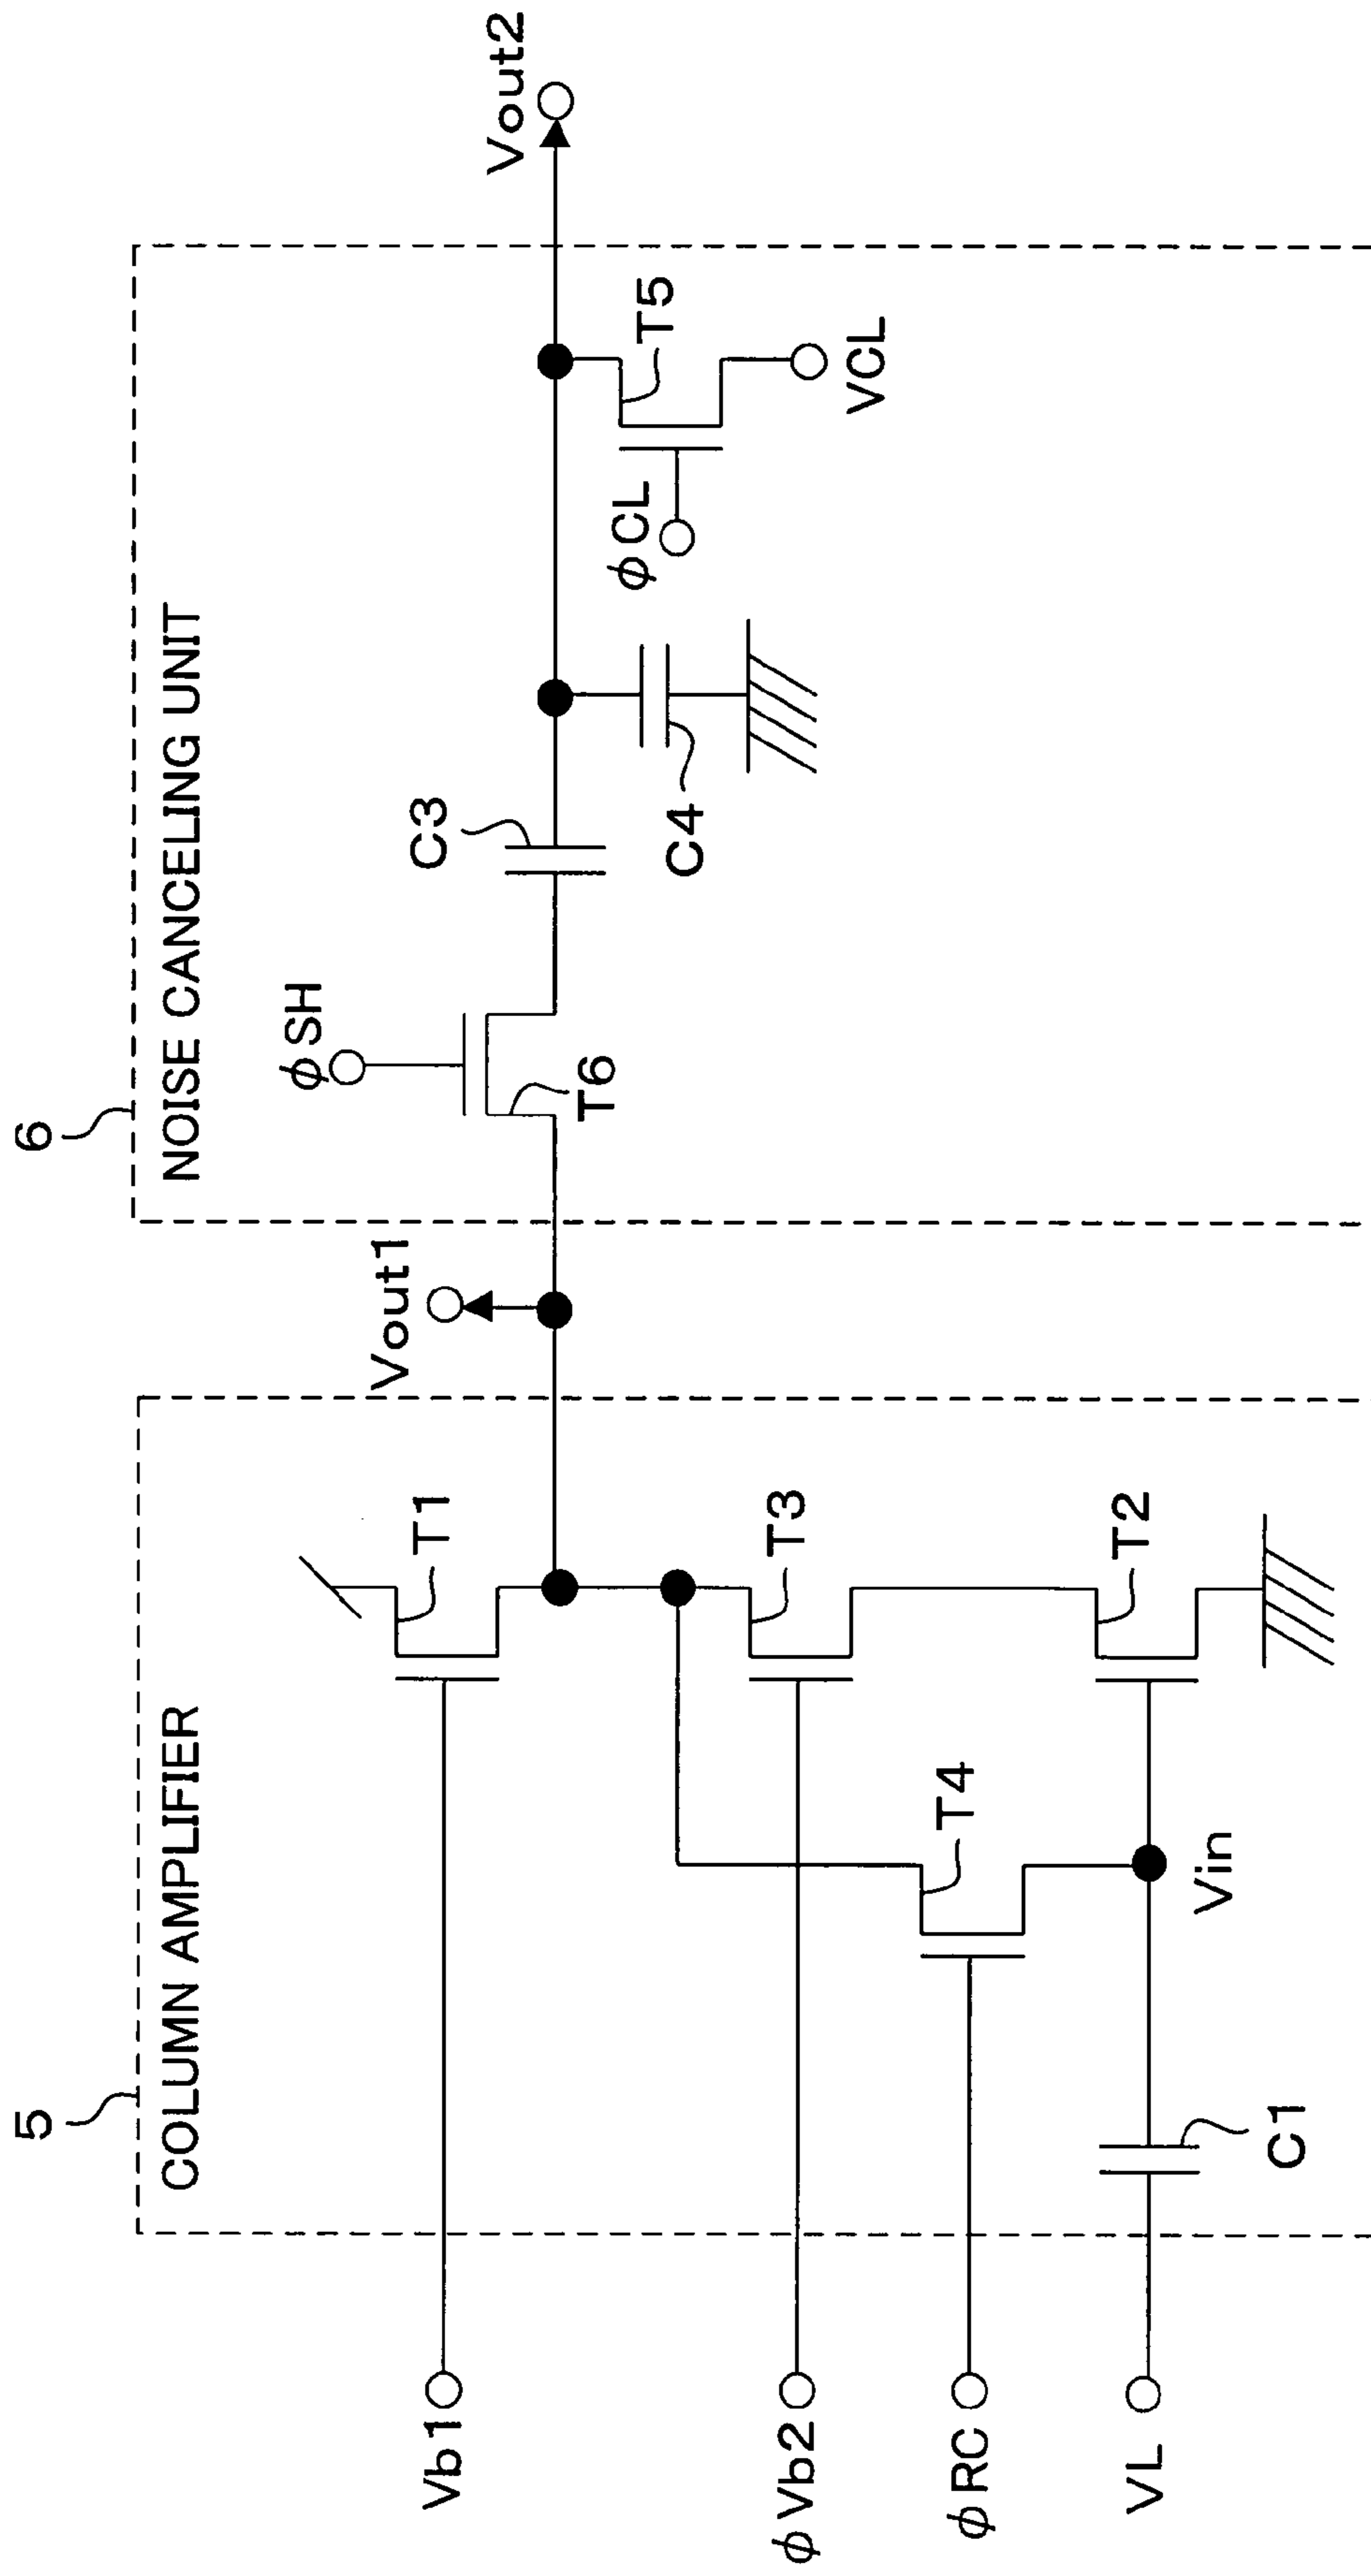 5
COLUMN AMPLIFIER
6
NOISE CANCELING UNIT
Vb1
T1
Vout1
φSH
T6
C3
C4
φCL
T5
VCL
Vout2
φVb2
T3
φRC
T4
T2
Vin
VL
C1